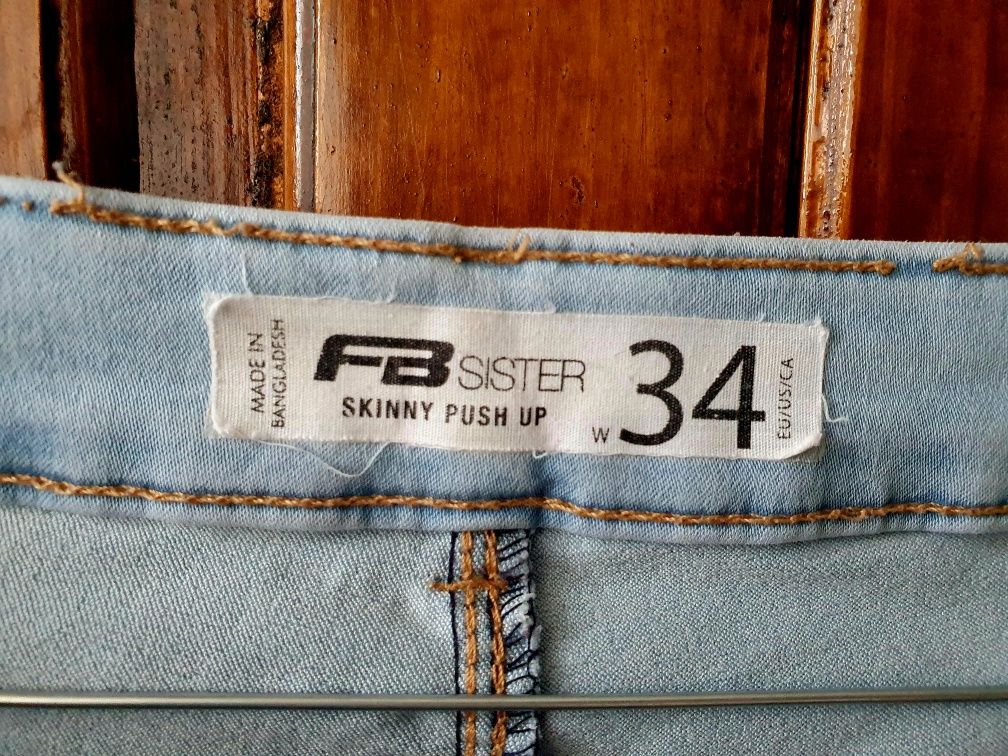 MADE IN
BANGLADESH
FB SISTER
SKINNY PUSH UP
W 34
EU/US/CA